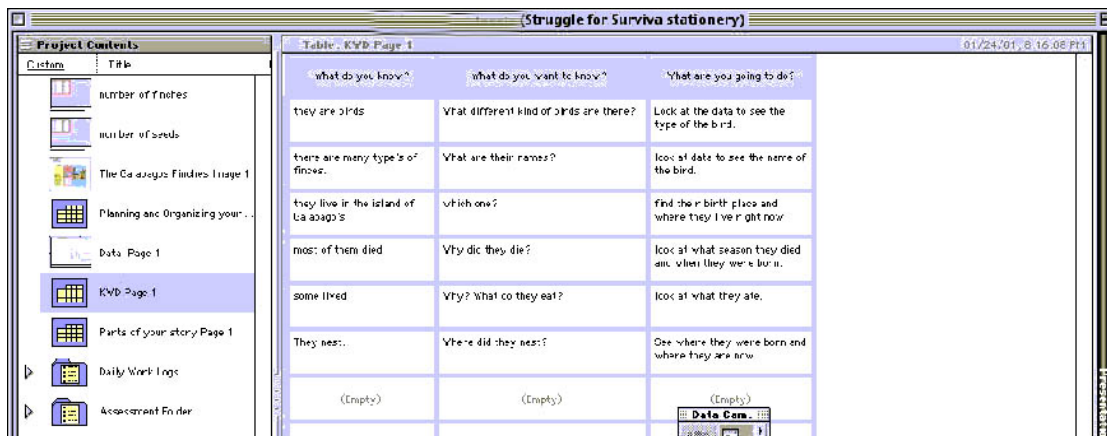 (Struggle for Surviva stationery)
Project Contents
Custom Title
number of finches
number of seeds
The Galapagos Finches Image 1
Planning and Organizing your ...
Data Page 1
KWD Page 1
Parts of your story Page 1
Daily Work Logs
Assessment Folder
Table: KWD Page 1
01/24/01, 8:16:08 PM
What do you know?
What do you want to know?
What are you going to do?
they are birds
What different kind of birds are there?
Look at the data to see the
type of the bird.
there are many type's of
finces.
What are their names?
look at data to see the name of
the bird.
they live in the island of
Galapago's
which one?
find their birth place and
where they live right now
most of them died
Why did they die?
look at what season they died
and when they were born.
some lived
Why? What do they eat?
look at what they ate.
They nest.
Where did they nest?
See where they were born and
where they are now
(Empty)
(Empty)
(Empty)
Data Cam.